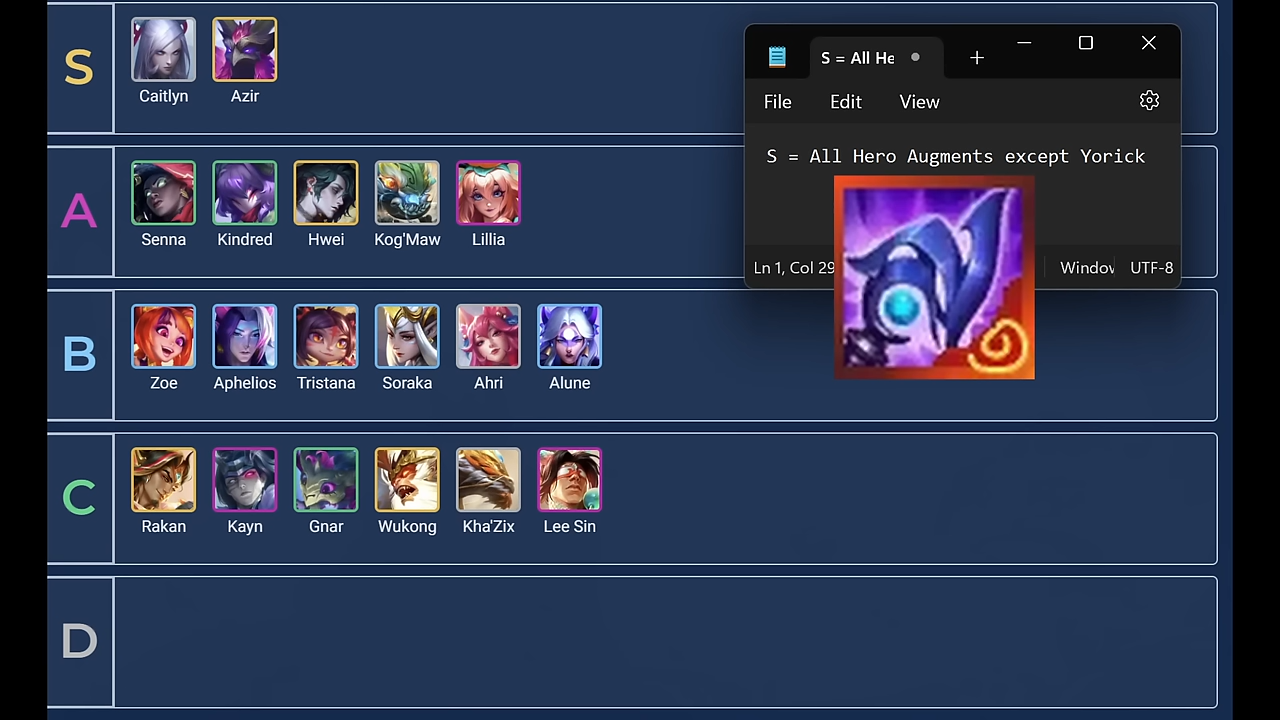 S
Caitlyn
Azir
S = All He
File
Edit
View
S = All Hero Augments except Yorick
Ln 1, Col 29
Window
UTF-8
A
Senna
Kindred
Hwei
Kog'Maw
Lillia
B
Zoe
Aphelios
Tristana
Soraka
Ahri
Alune
C
Rakan
Kayn
Gnar
Wukong
Kha'Zix
Lee Sin
D